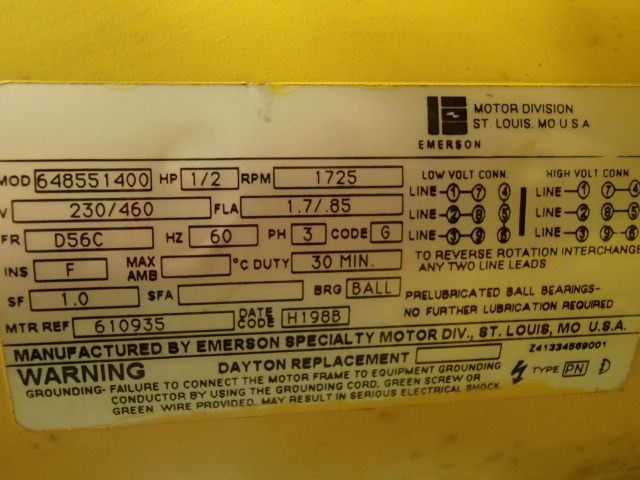 MOTOR DIVISION
ST. LOUIS, MO U.S.A
EMERSON
MOD 648551400 HP 1/2 RPM 1725
V 230/460 FLA 1.7/.85
FR D56C HZ 60 PH 3 CODE G
INS F MAX AMB °C DUTY 30 MIN.
SF 1.0 SFA BRG BALL
MTR REF 610935 DATE CODE H198B
LOW VOLT CONN. HIGH VOLT CONN.
LINE 1 7 4 LINE 1 7 4
LINE 2 8 5 LINE 2 8 5
LINE 3 9 6 LINE 3 9 6
TO REVERSE ROTATION INTERCHANGE
ANY TWO LINE LEADS
PRELUBRICATED BALL BEARINGS-
NO FURTHER LUBRICATION REQUIRED
MANUFACTURED BY EMERSON SPECIALTY MOTOR DIV., ST. LOUIS, MO U.S.A.
WARNING DAYTON REPLACEMENT
GROUNDING- FAILURE TO CONNECT THE MOTOR FRAME TO EQUIPMENT GROUNDING
CONDUCTOR BY USING THE GROUNDING CORD, GREEN SCREW OR
GREEN WIRE PROVIDED, MAY RESULT IN SERIOUS ELECTRICAL SHOCK.
TYPE PN